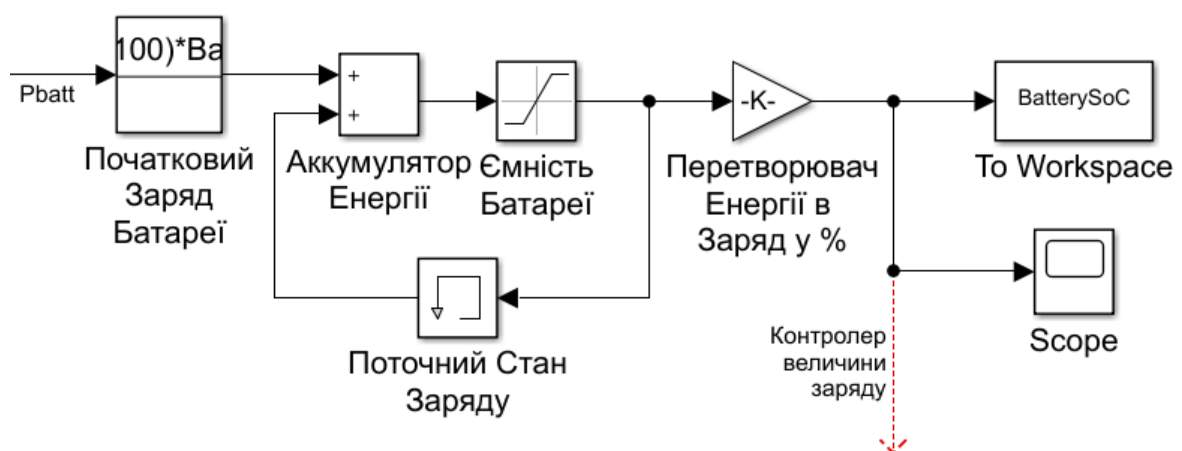 100)*Ba
Pbatt
Початковий
Заряд
Батареї
+
+
Аккумулятор
Енергії
Ємність
Батареї
-K-
Перетворювач
Енергії в
Заряд у %
BatterySoC
To Workspace
Поточний Стан
Заряду
Контролер
величини
заряду
Scope